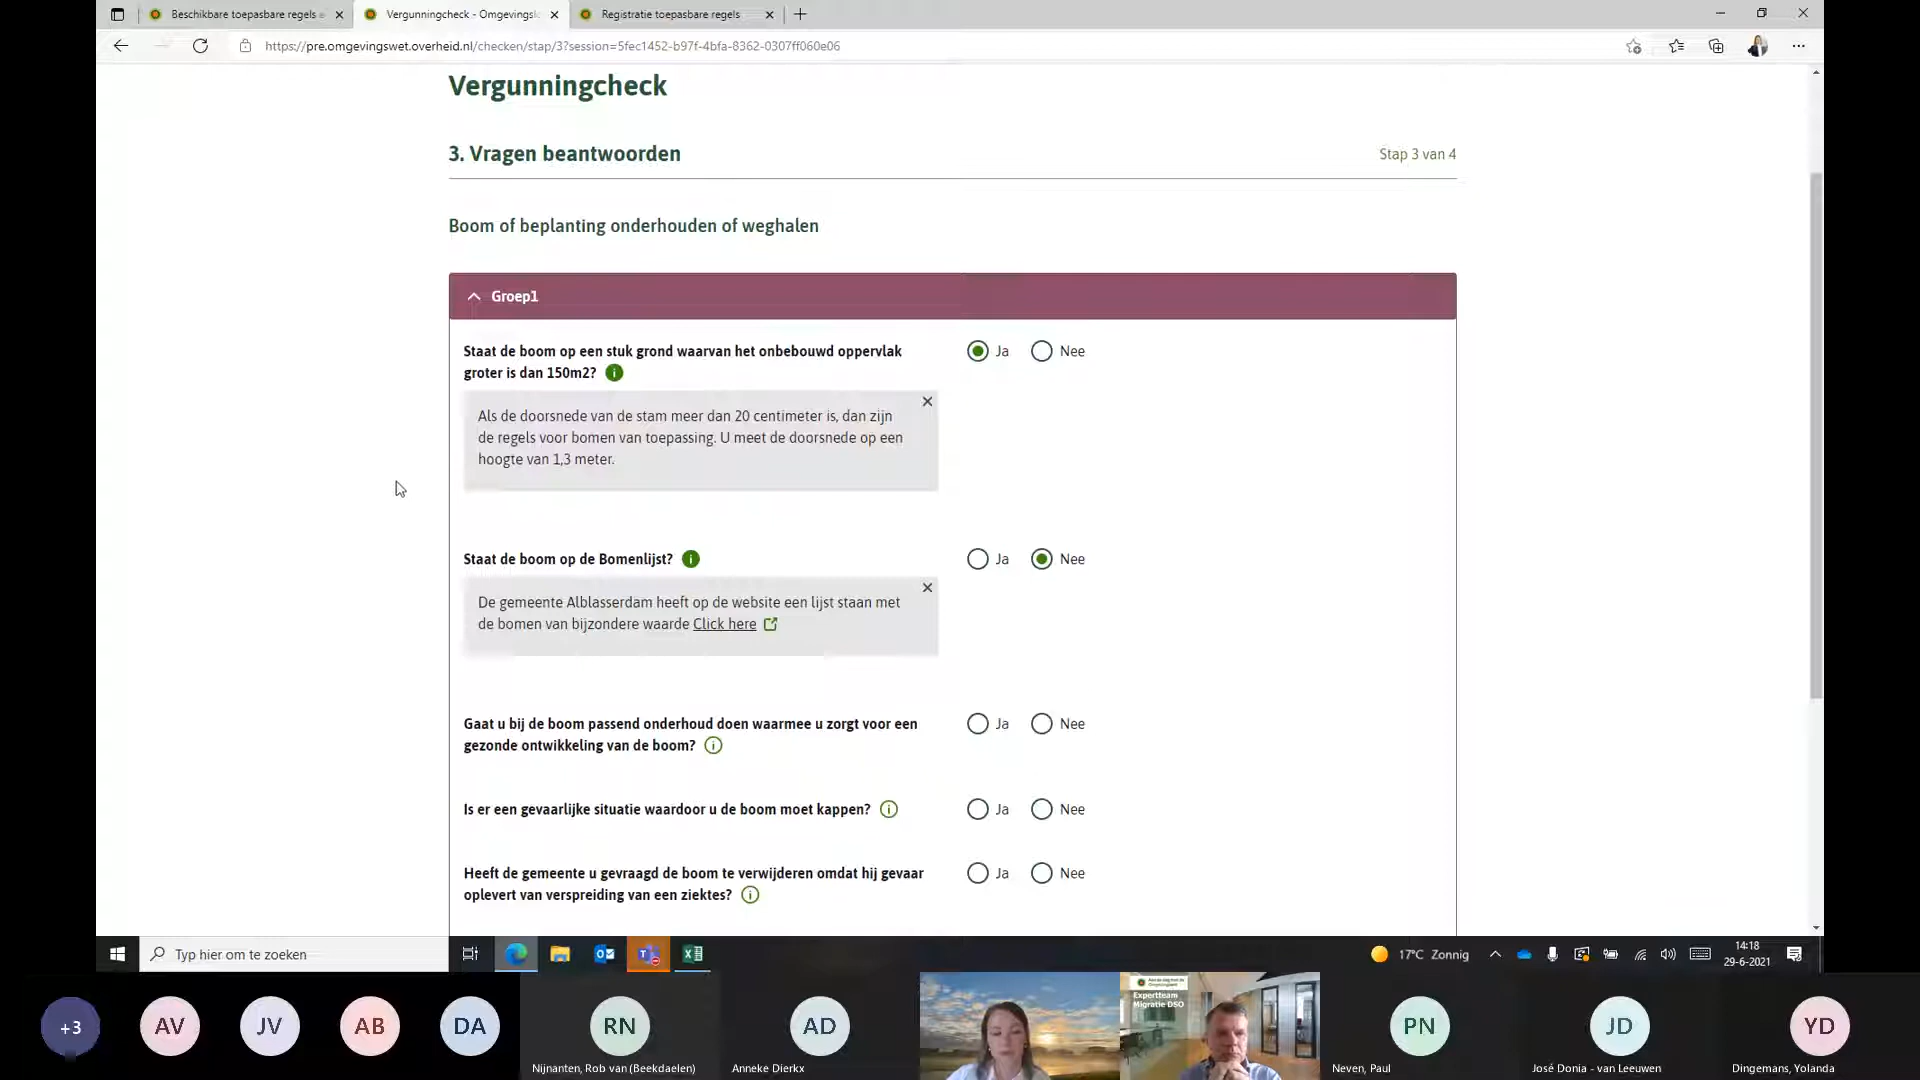 Beschikbare toepasbare regels e
Vergunningcheck - Omgevingslo
Registratie toepasbare regels
https://pre.omgevingswet.overheid.nl/checken/stap/3?session=5fec1452-b97f-4bfa-8362-0307ff060e06
Vergunningcheck
3. Vragen beantwoorden
Stap 3 van 4
Boom of beplanting onderhouden of weghalen
Groep1
Staat de boom op een stuk grond waarvan het onbebouwd oppervlak
groter is dan 150m2?
Ja Nee
Als de doorsnede van de stam meer dan 20 centimeter is, dan zijn
de regels voor bomen van toepassing. U meet de doorsnede op een
hoogte van 1,3 meter.
Staat de boom op de Bomenlijst?
Ja Nee
De gemeente Alblasserdam heeft op de website een lijst staan met
de bomen van bijzondere waarde Click here
Gaat u bij de boom passend onderhoud doen waarmee u zorgt voor een
gezonde ontwikkeling van de boom?
Ja Nee
Is er een gevaarlijke situatie waardoor u de boom moet kappen?
Ja Nee
Heeft de gemeente u gevraagd de boom te verwijderen omdat hij gevaar
oplevert van verspreiding van een ziektes?
Ja Nee
Typ hier om te zoeken
17°C Zonnig
14:18
29-6-2021
+3
AV
JV
AB
DA
RN
Nijnanten, Rob van (Beekdaelen)
AD
Anneke Dierkx
Expertteam
Migratie DSO
PN
Neven, Paul
JD
José Donia - van Leeuwen
YD
Dingemans, Yolanda